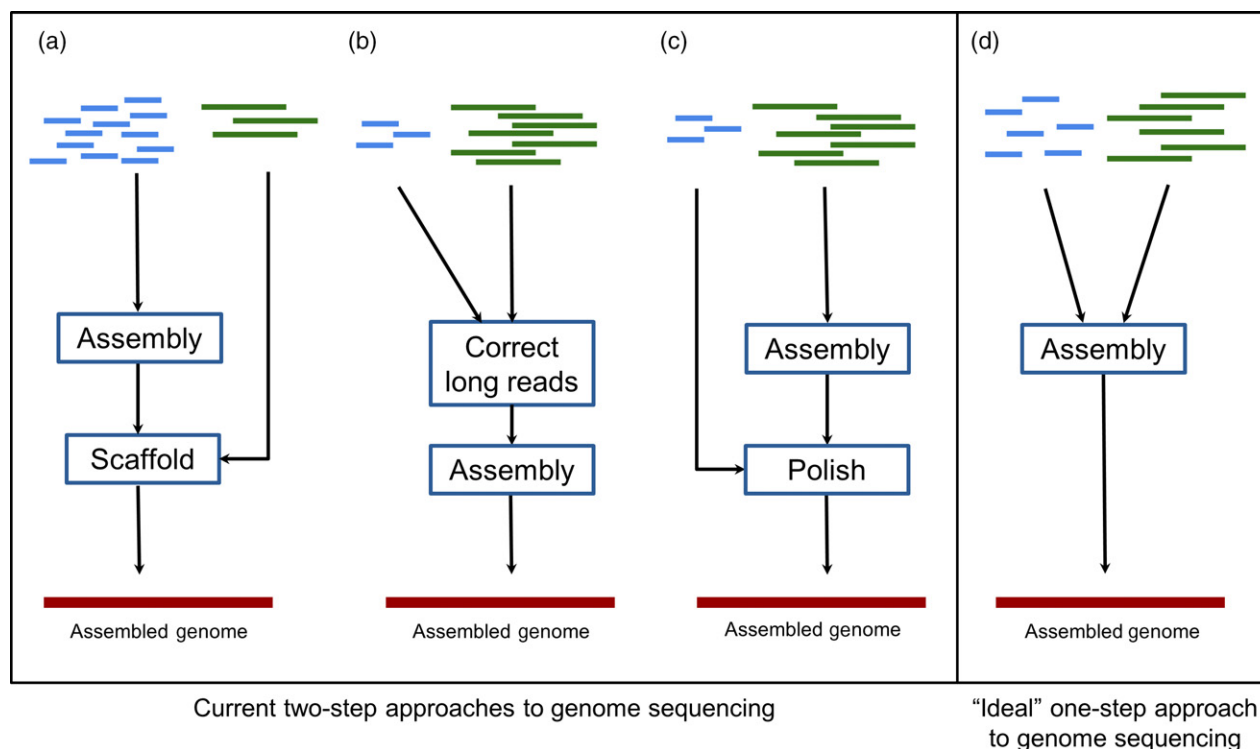 (a)
(b)
(c)
(d)
Assembly
Scaffold
Assembled genome
Correct
long reads
Assembly
Assembled genome
Assembly
Polish
Assembled genome
Assembly
Assembled genome
Current two-step approaches to genome sequencing
“Ideal” one-step approach
to genome sequencing